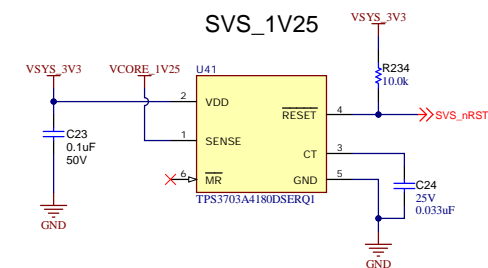 SVS_1V25
VSYS_3V3
VSYS_3V3
VCORE_1V25
U41
R234
10.0k
2
VDD
RESET
4
SVS_nRST
C23
0.1uF
50V
1
SENSE
CT
3
6
MR
GND
5
C24
25V
0.033uF
TPS3703A4180DSERQ1
GND
GND